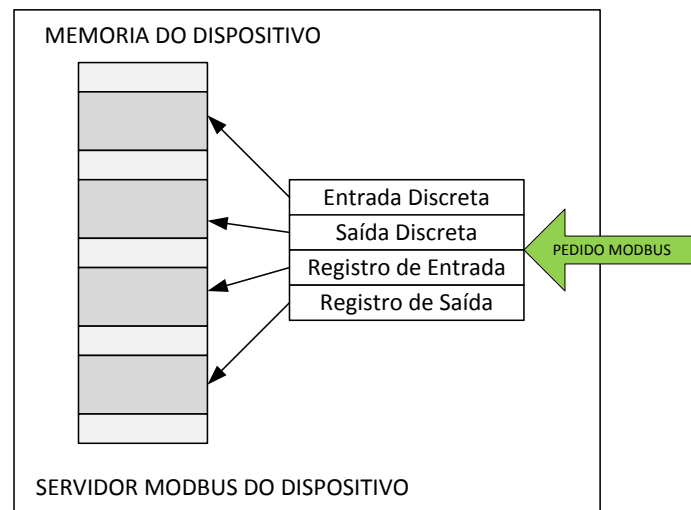 MEMORIA DO DISPOSITIVO
Entrada Discreta
Saída Discreta
Registro de Entrada
Registro de Saída
PEDIDO MODBUS
SERVIDOR MODBUS DO DISPOSITIVO